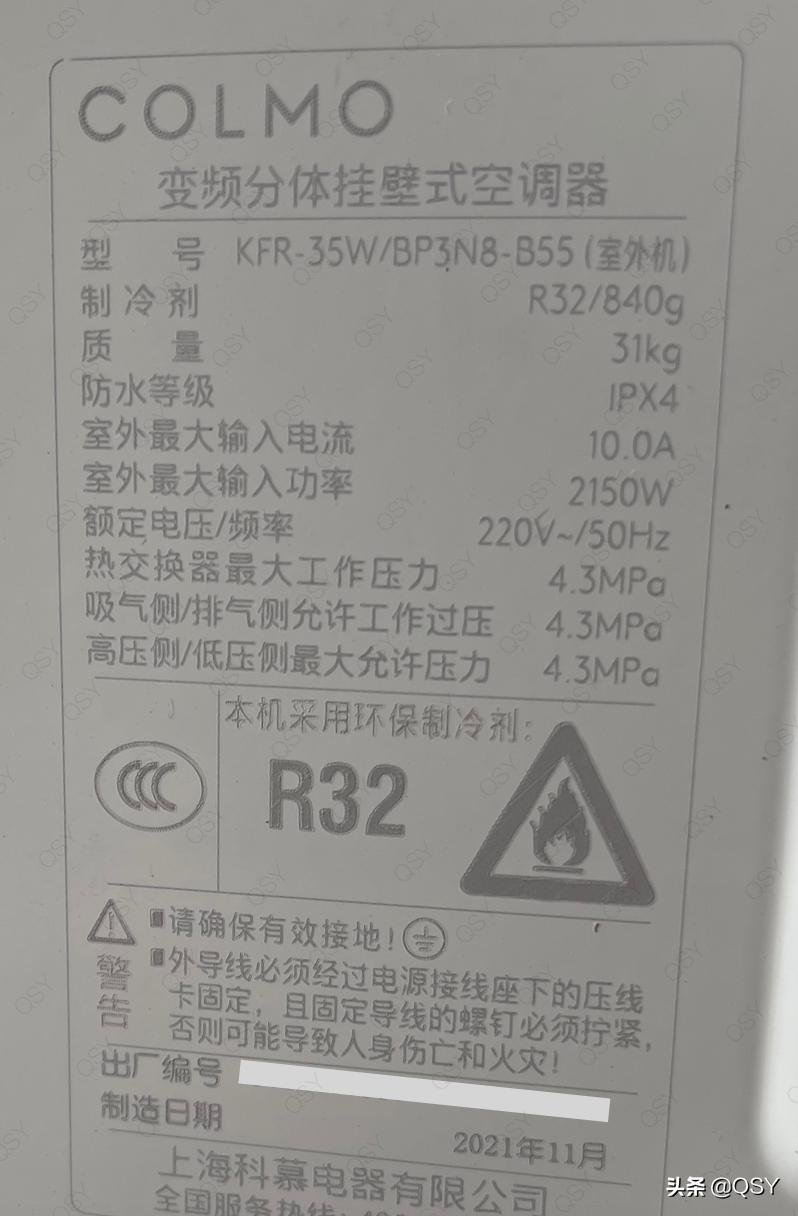 COLMO
变频分体挂壁式空调器
型 号 KFR-35W/BP3N8-B55(室外机)
制冷剂 R32/840g
质 量 31kg
防水等级 IPX4
室外最大输入电流 10.0A
室外最大输入功率 2150W
额定电压/频率 220V~/50Hz
热交换器最大工作压力 4.3MPa
吸气侧/排气侧允许工作过压 4.3MPa
高压侧/低压侧最大允许压力 4.3MPa
本机采用环保制冷剂:
CCC
R32
请确保有效接地!
警告
外导线必须经过电源接线座下的压线
卡固定，且固定导线的螺钉必须拧紧，
否则可能导致人身伤亡和火灾!
出厂编号
制造日期 2021年11月
上海科慕电器有限公司
全国服务热线:
头条 @QSY